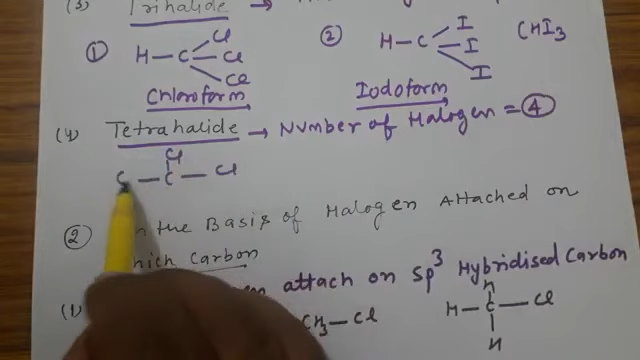 (3) Trihalide →
① H—C Cl Cl Cl ② H—C I I I CHI3
Chloroform Iodoform
(4) Tetrahalide → Number of Halogen = ④
Cl
C — C — Cl
② the Basis of Halogen Attached on
Carbon
(1) attach on Sp3 Hybridised Carbon
H
CH3—Cl H—C—Cl
H